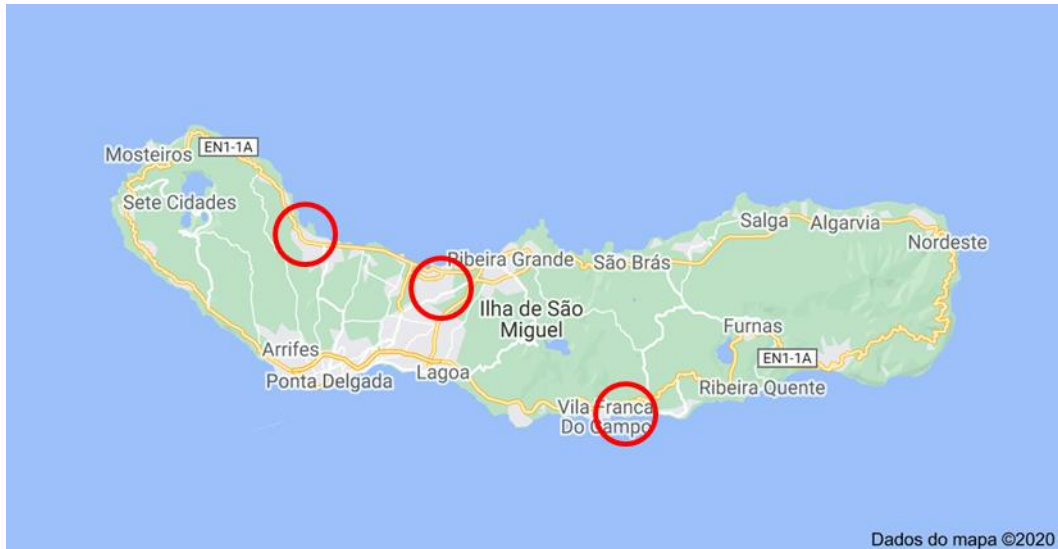 EN1-1A
Mosteiros
Sete Cidades
Salga
Algarvia
Nordeste
Ribeira Grande
São Brás
Ilha de São
Miguel
Furnas
Arrifes
EN1-1A
Ponta Delgada
Lagoa
Ribeira Quente
Vila Franca
Do Campo
Dados do mapa ©2020